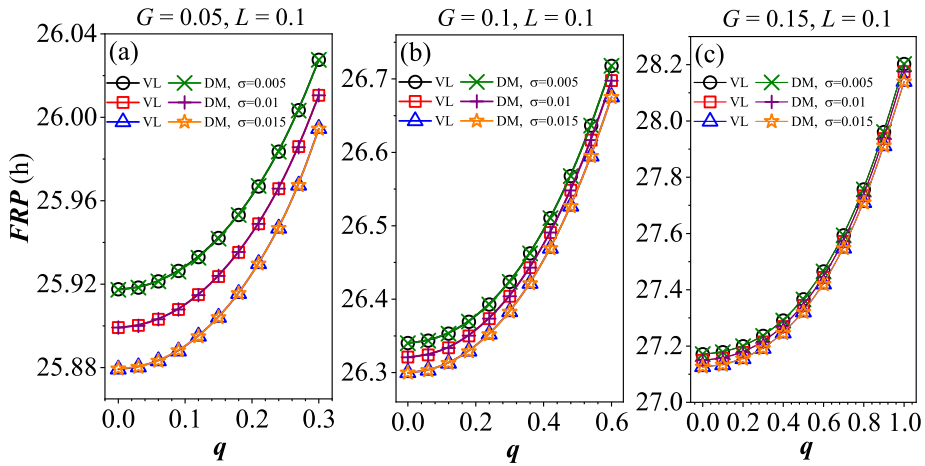 G = 0.05, L = 0.1
G = 0.1, L = 0.1
G = 0.15, L = 0.1
FRP (h)
(a)
26.04
26.00
25.96
25.92
25.88
VL DM, σ=0.005
VL DM, σ=0.01
VL DM, σ=0.015
0.0 0.1 0.2 0.3
q
(b)
26.7
26.6
26.5
26.4
26.3
VL DM, σ=0.005
VL DM, σ=0.01
VL DM, σ=0.015
0.0 0.2 0.4 0.6
q
(c)
28.2
28.0
27.8
27.6
27.4
27.2
27.0
VL DM, σ=0.005
VL DM, σ=0.01
VL DM, σ=0.015
0.0 0.2 0.4 0.6 0.8 1.0
q